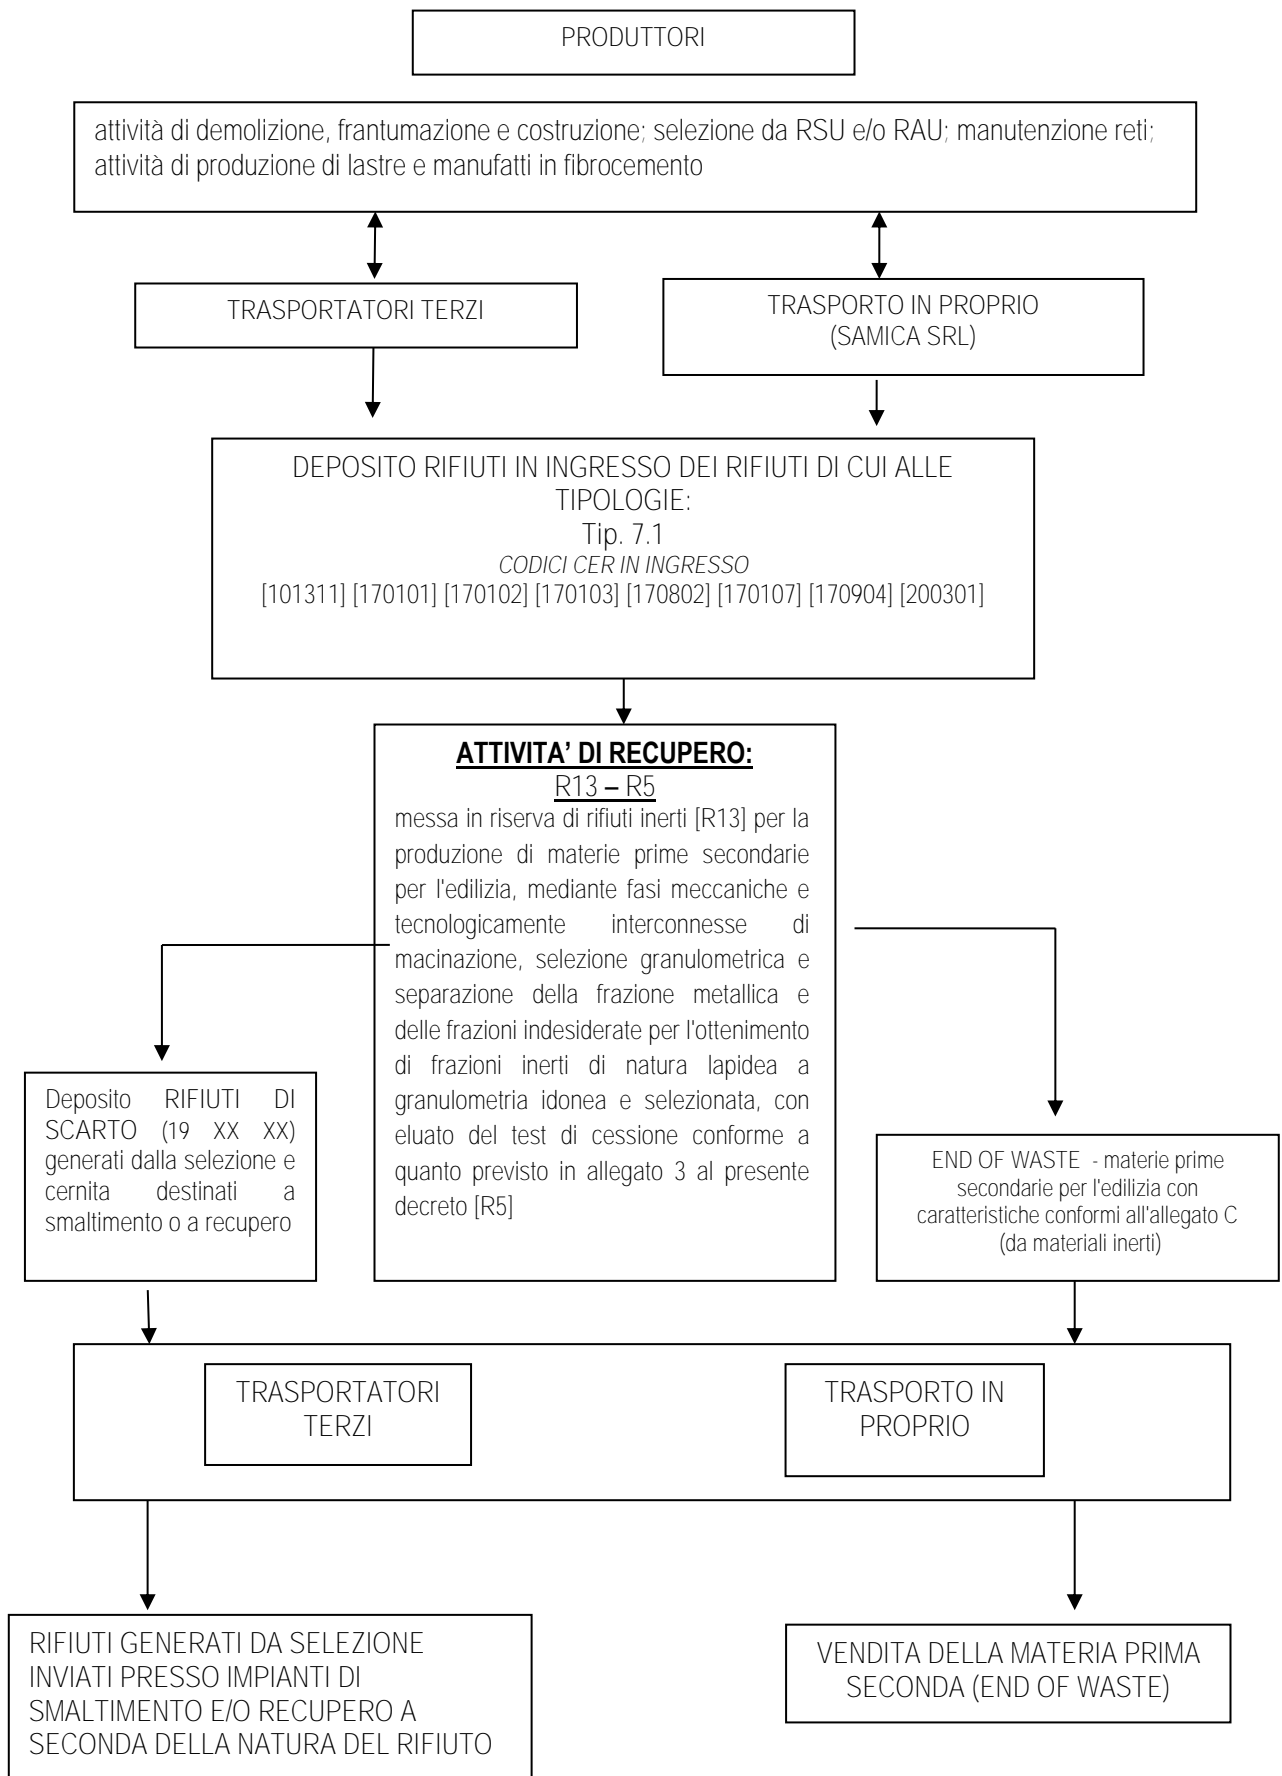 PRODUTTORI
attività di demolizione, frantumazione e costruzione; selezione da RSU e/o RAU; manutenzione reti;
attività di produzione di lastre e manufatti in fibrocemento
TRASPORTATORI TERZI
TRASPORTO IN PROPRIO
(SAMICA SRL)
DEPOSITO RIFIUTI IN INGRESSO DEI RIFIUTI DI CUI ALLE
TIPOLOGIE:
Tip. 7.1
CODICI CER IN INGRESSO
[101311] [170101] [170102] [170103] [170802] [170107] [170904] [200301]
ATTIVITA' DI RECUPERO:
R13 – R5
messa in riserva di rifiuti inerti [R13] per la
produzione di materie prime secondarie
per l'edilizia, mediante fasi meccaniche e
tecnologicamente interconnesse di
macinazione, selezione granulometrica e
separazione della frazione metallica e
delle frazioni indesiderate per l'ottenimento
di frazioni inerti di natura lapidea a
granulometria idonea e selezionata, con
eluato del test di cessione conforme a
quanto previsto in allegato 3 al presente
decreto [R5]
Deposito RIFIUTI DI
SCARTO (19 XX XX)
generati dalla selezione e
cernita destinati a
smaltimento o a recupero
END OF WASTE - materie prime
secondarie per l'edilizia con
caratteristiche conformi all'allegato C
(da materiali inerti)
TRASPORTATORI
TERZI
TRASPORTO IN
PROPRIO
RIFIUTI GENERATI DA SELEZIONE
INVIATI PRESSO IMPIANTI DI
SMALTIMENTO E/O RECUPERO A
SECONDA DELLA NATURA DEL RIFIUTO
VENDITA DELLA MATERIA PRIMA
SECONDA (END OF WASTE)